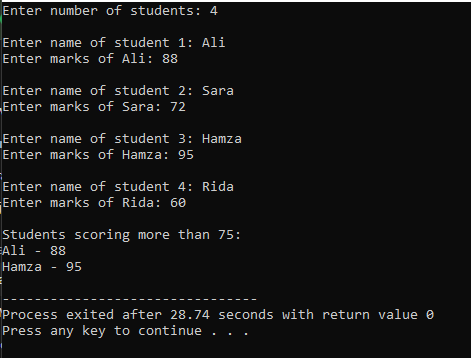 Enter number of students: 4
Enter name of student 1: Ali
Enter marks of Ali: 88
Enter name of student 2: Sara
Enter marks of Sara: 72
Enter name of student 3: Hamza
Enter marks of Hamza: 95
Enter name of student 4: Rida
Enter marks of Rida: 60
Students scoring more than 75:
Ali - 88
Hamza - 95
--------------------------------
Process exited after 28.74 seconds with return value 0
Press any key to continue . . .